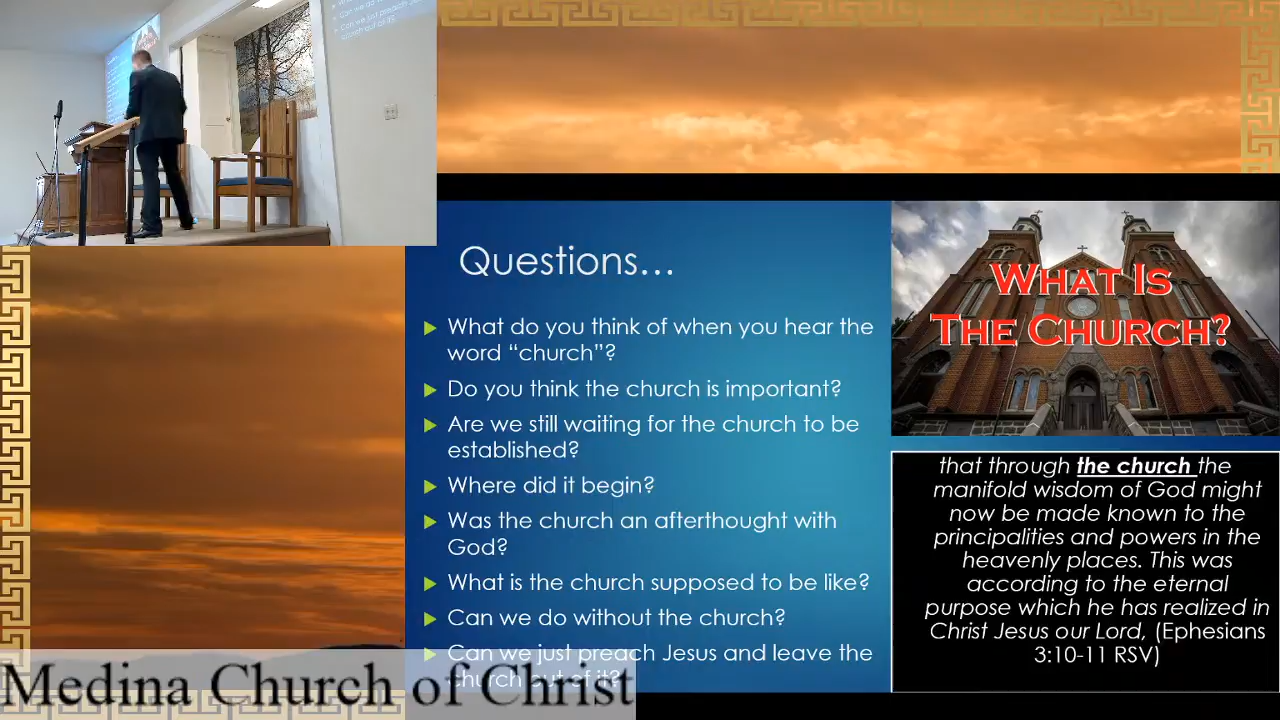 Questions...
What do you think of when you hear the
word “church”?
Do you think the church is important?
Are we still waiting for the church to be
established?
Where did it begin?
Was the church an afterthought with
God?
What is the church supposed to be like?
Can we do without the church?
Can we just preach Jesus and leave the
church out of it?
What Is
The Church?
that through the church the
manifold wisdom of God might
now be made known to the
principalities and powers in the
heavenly places. This was
according to the eternal
purpose which he has realized in
Christ Jesus our Lord, (Ephesians
3:10-11 RSV)
Medina Church of Christ